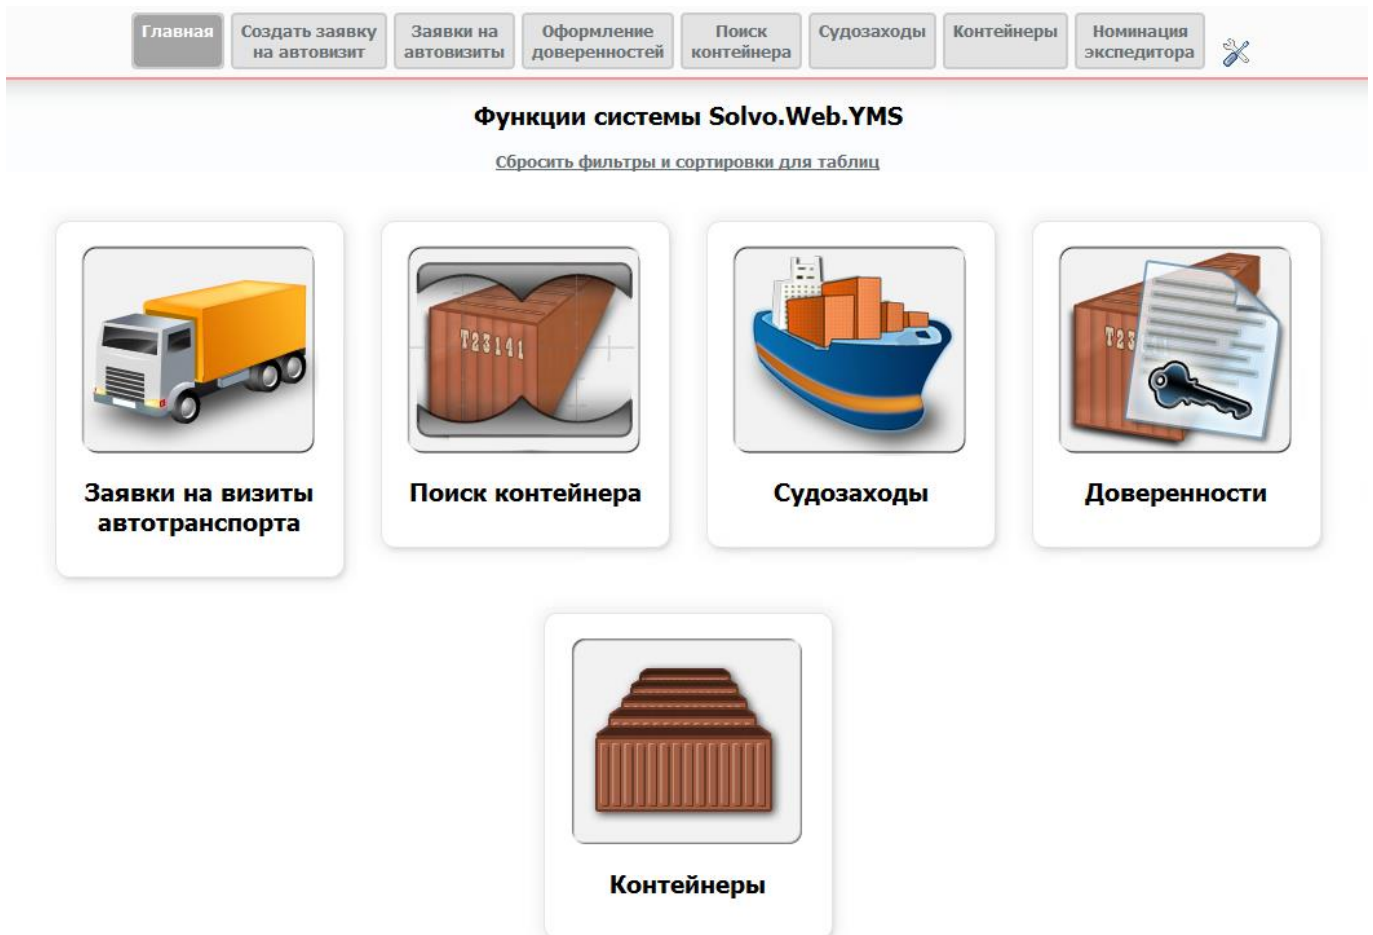 Главная
Создать заявку
на автовизит
Заявки на
автовизиты
Оформление
доверенностей
Поиск
контейнера
Судозаходы
Контейнеры
Номинация
экспедитора
Функции системы Solvo.Web.YMS
Сбросить фильтры и сортировки для таблиц
T23141
T23
Заявки на визиты
автотранспорта
Поиск контейнера
Судозаходы
Доверенности
Контейнеры